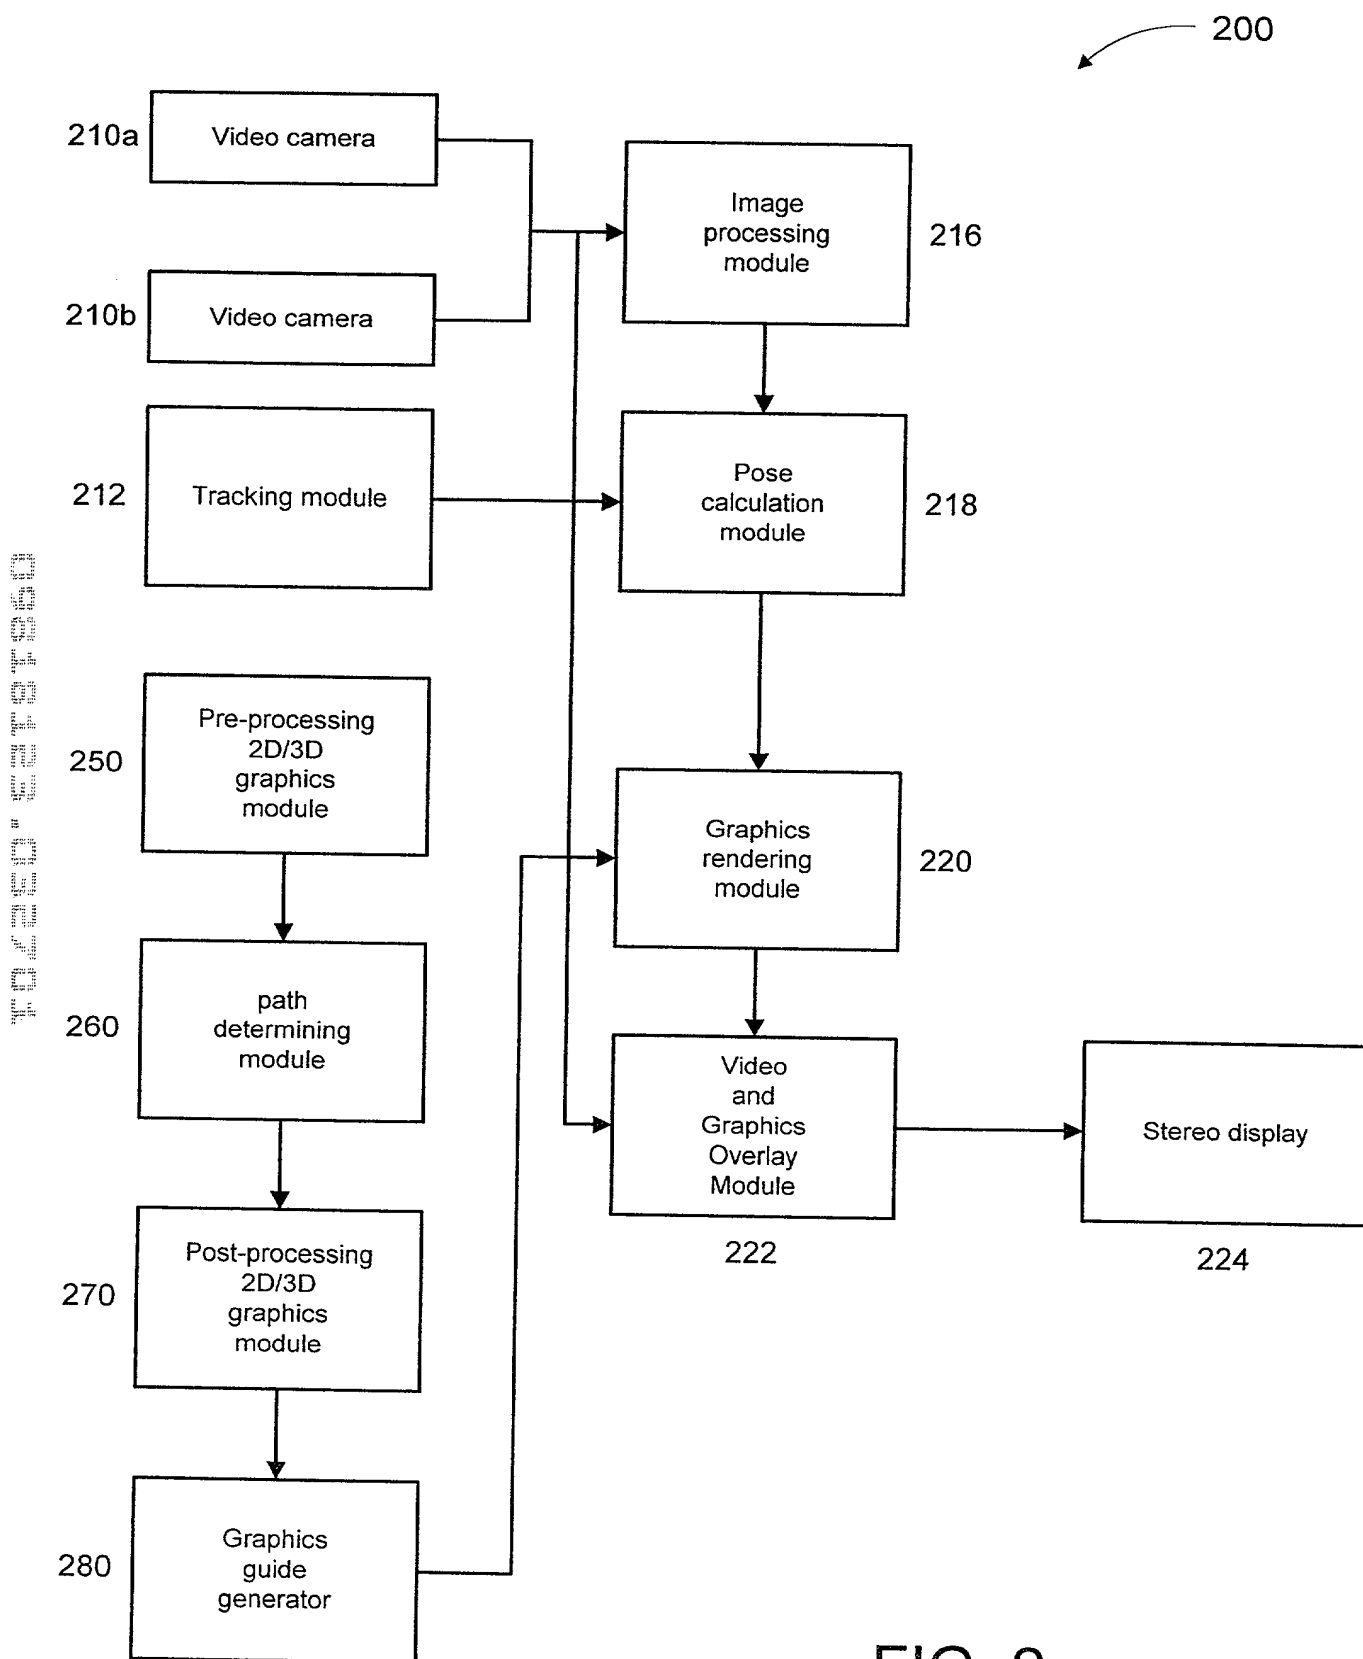 200
210a
Video camera
210b
Video camera
Image
processing
module
216
212
Tracking module
Pose
calculation
module
218
250
Pre-processing
2D/3D
graphics
module
Graphics
rendering
module
220
260
path
determining
module
Video
and
Graphics
Overlay
Module
222
Stereo display
224
270
Post-processing
2D/3D
graphics
module
280
Graphics
guide
generator